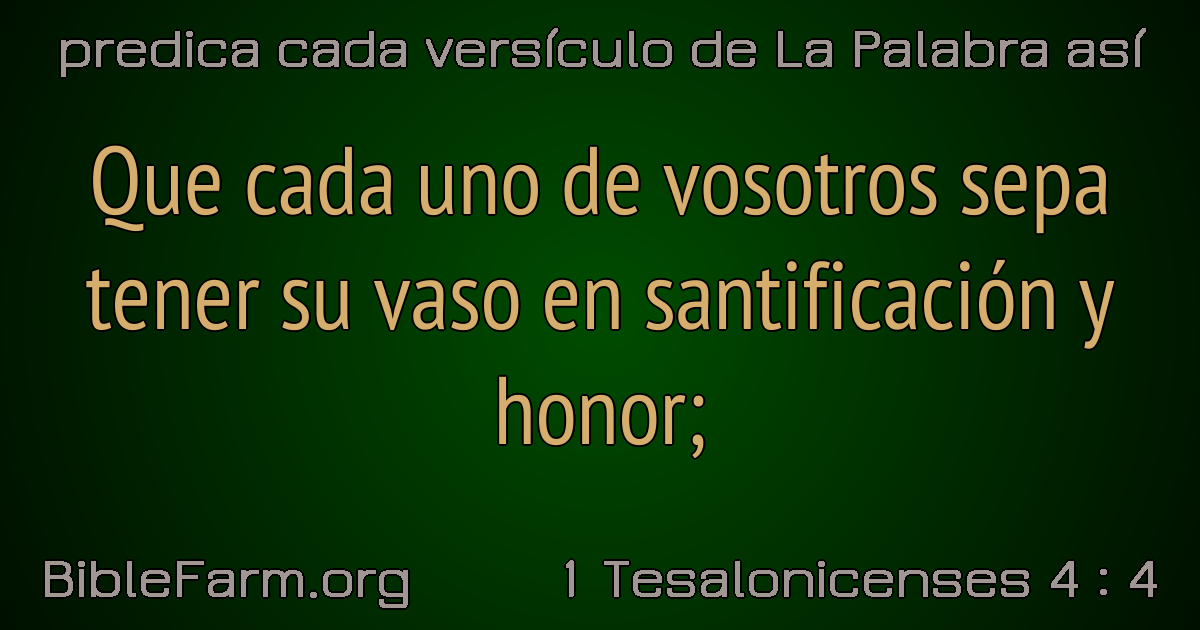 predica cada versículo de La Palabra así
Que cada uno de vosotros sepa
tener su vaso en santificación y
honor;
BibleFarm.org
1 Tesalonicenses 4 : 4